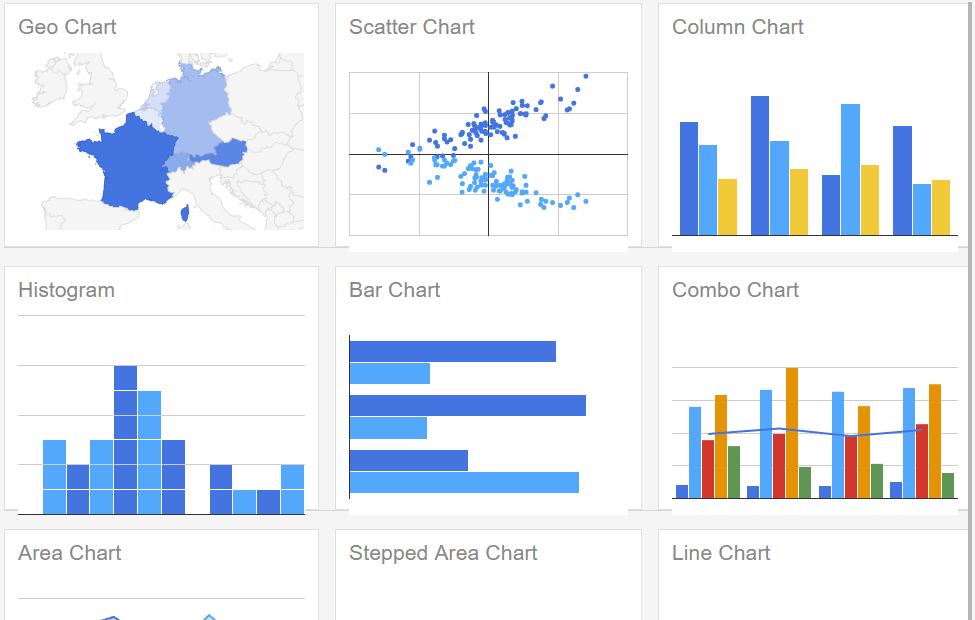 Geo Chart
Scatter Chart
Column Chart
Histogram
Bar Chart
Combo Chart
Area Chart
Stepped Area Chart
Line Chart